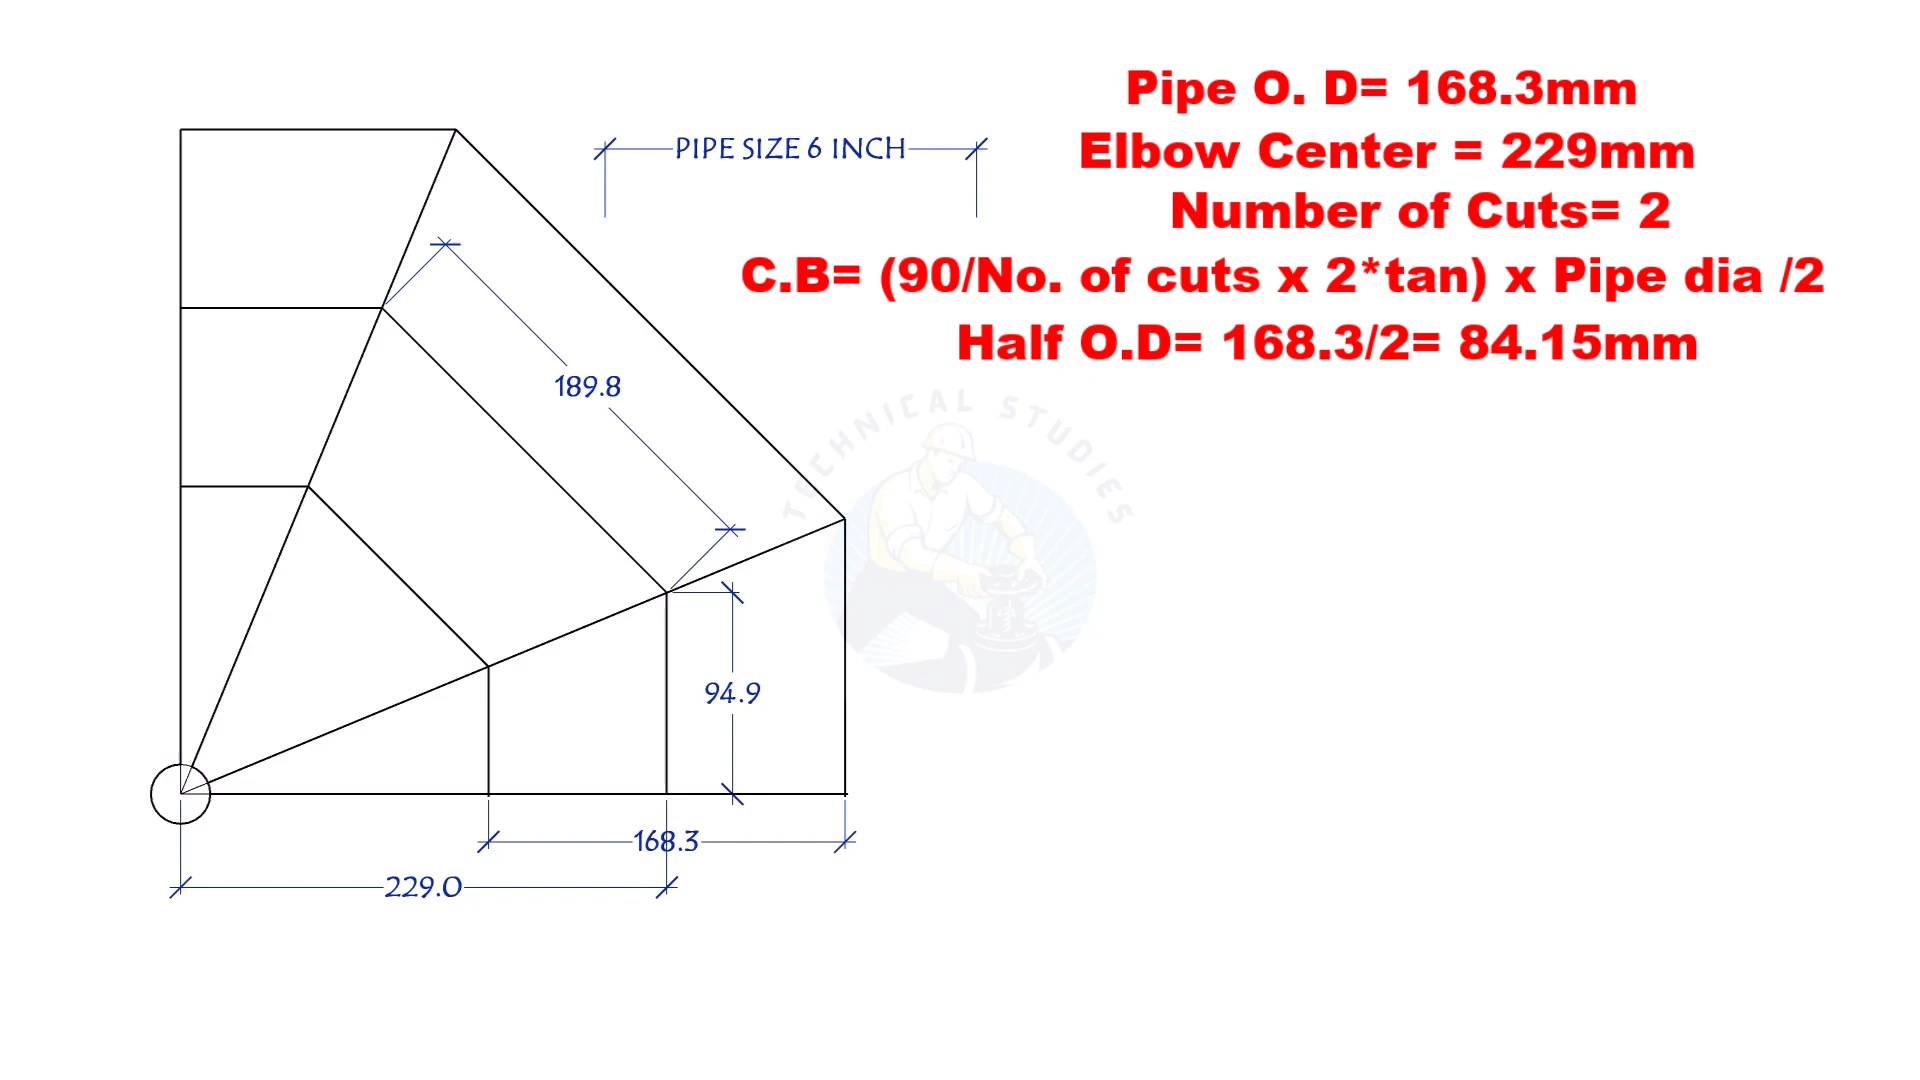 Pipe O. D= 168.3mm
PIPE SIZE 6 INCH
Elbow Center = 229mm
Number of Cuts= 2
C.B= (90/No. of cuts x 2*tan) x Pipe dia /2
Half O.D= 168.3/2= 84.15mm
189.8
TECHNICAL STUDIES
94.9
168.3
229.0